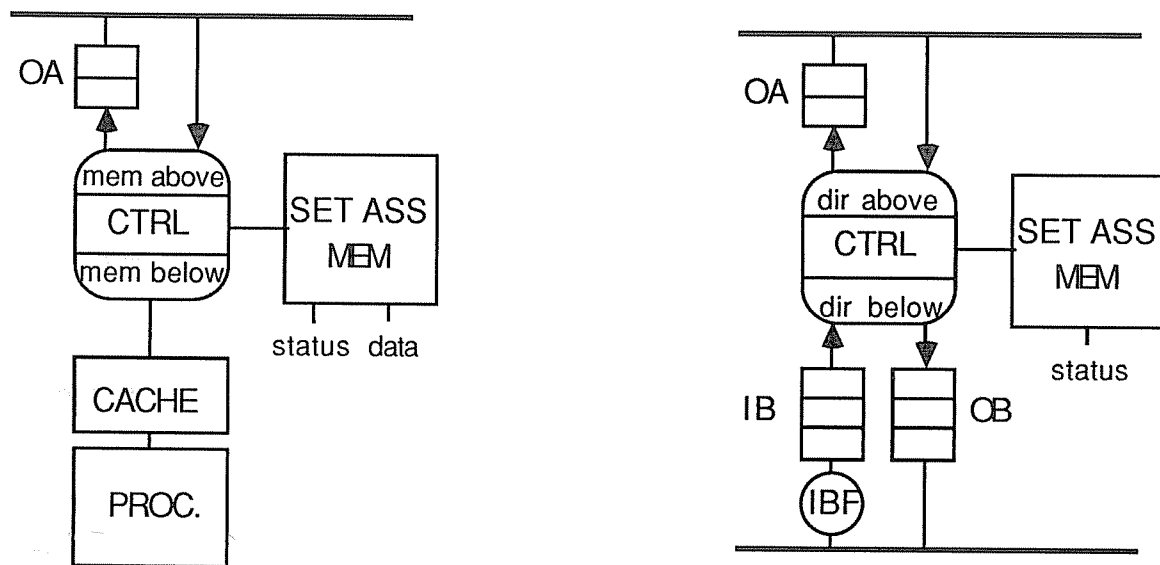 OA
mem above
CTRL
mem below
SET ASS
MEM
status data
CACHE
PROC.
OA
dir above
CTRL
dir below
SET ASS
MEM
status
IB
OB
IBF